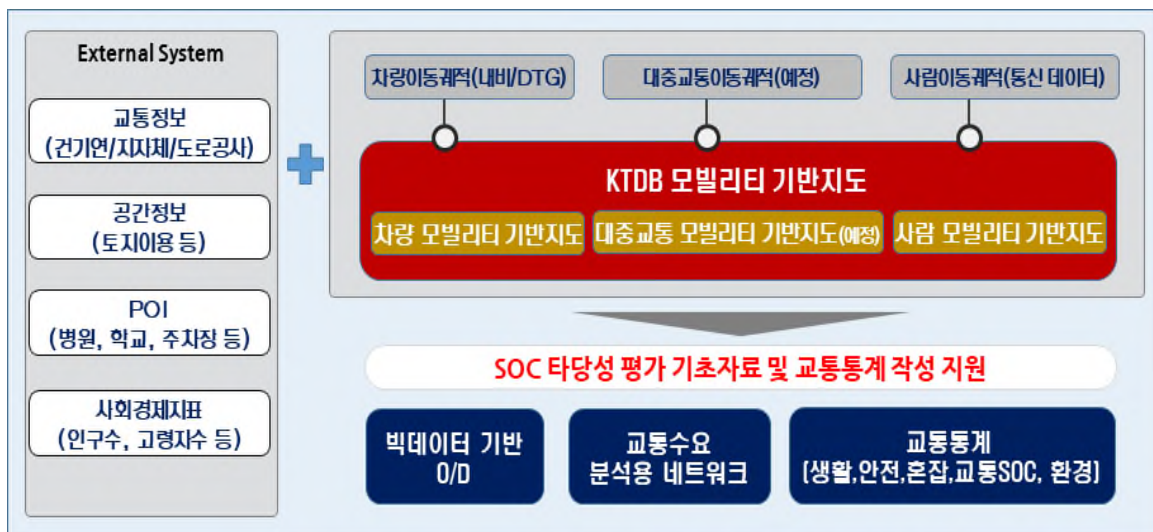 External System
교통정보
(건기연/지자체/도로공사)
공간정보
(토지이용 등)
POI
(병원, 학교, 주차장 등)
사회경제지표
(인구수, 고령자수 등)
차량이동궤적(내비/DTG)
대중교통이동궤적(예정)
사람이동궤적(통신 데이터)
KTDB 모빌리티 기반지도
차량 모빌리티 기반지도
대중교통 모빌리티 기반지도(예정)
사람 모빌리티 기반지도
SOC 타당성 평가 기초자료 및 교통통계 작성 지원
빅데이터 기반
O/D
교통수요
분석용 네트워크
교통통계
(생활,안전,혼잡,교통SOC, 환경)